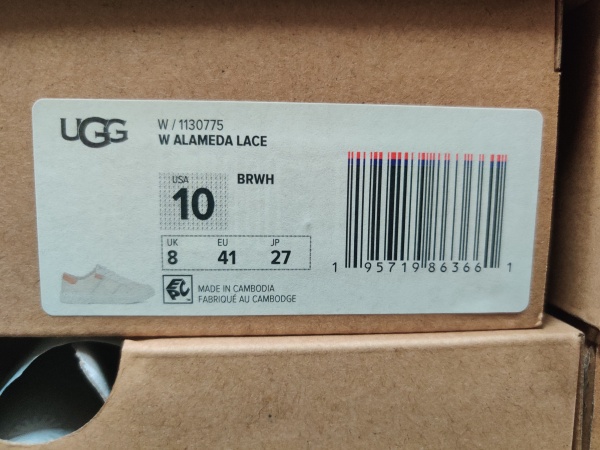 UGG
W / 1130775
W ALAMEDA LACE
USA
10
BRWH
UK EU JP
8 41 27
EPC
MADE IN CAMBODIA
FABRIQUÉ AU CAMBODGE
1 95719 86366 1